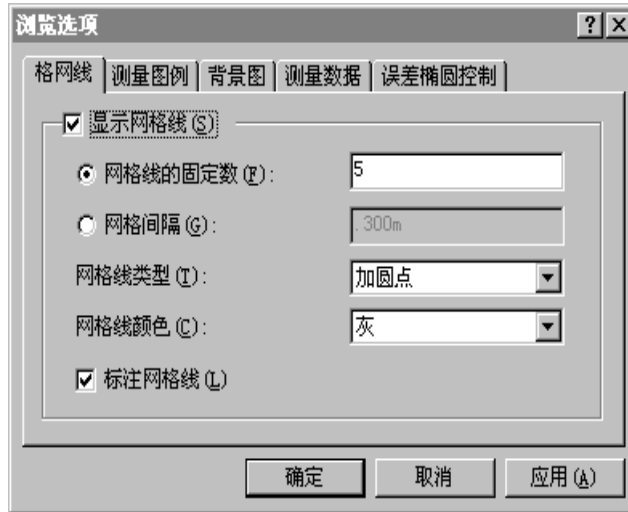 浏览选项
格网线 测量图例 背景图 测量数据 误差椭圆控制
显示网格线(S)
网格线的固定数(F): 5
网格间隔(G): .300m
网格线类型(T): 加圆点
网格线颜色(C): 灰
标注网格线(L)
确定 取消 应用(A)